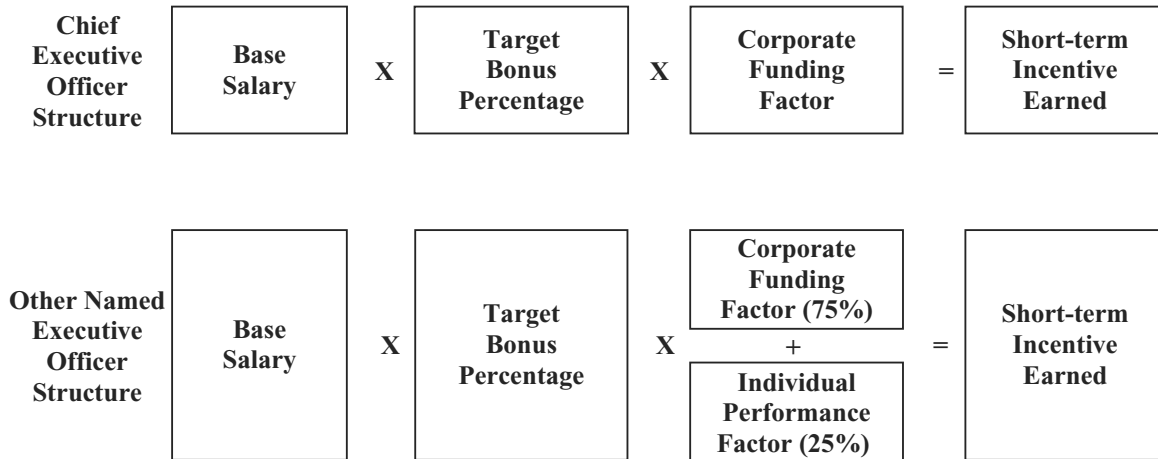 Chief
Executive
Officer
Structure
Base
Salary
X
Target
Bonus
Percentage
X
Corporate
Funding
Factor
=
Short-term
Incentive
Earned
Other Named
Executive
Officer
Structure
Base
Salary
X
Target
Bonus
Percentage
X
Corporate
Funding
Factor (75%)
+
Individual
Performance
Factor (25%)
=
Short-term
Incentive
Earned